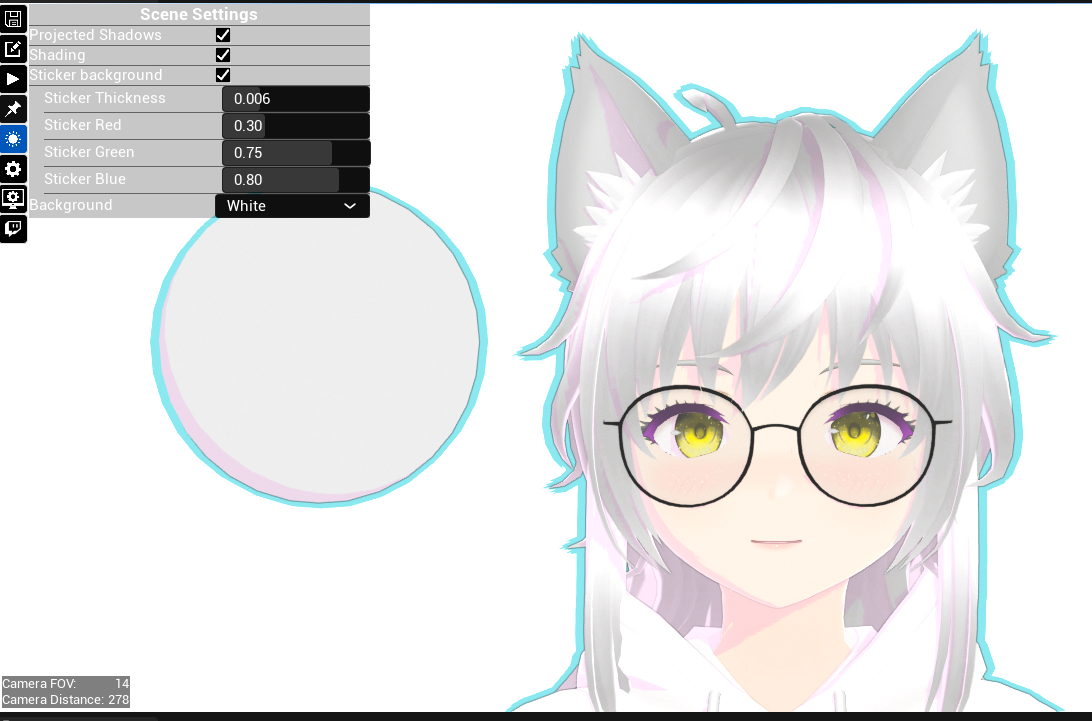 Scene Settings
Projected Shadows
Shading
Sticker background
Sticker Thickness 0.006
Sticker Red 0.30
Sticker Green 0.75
Sticker Blue 0.80
Background White
Camera FOV: 14
Camera Distance: 278